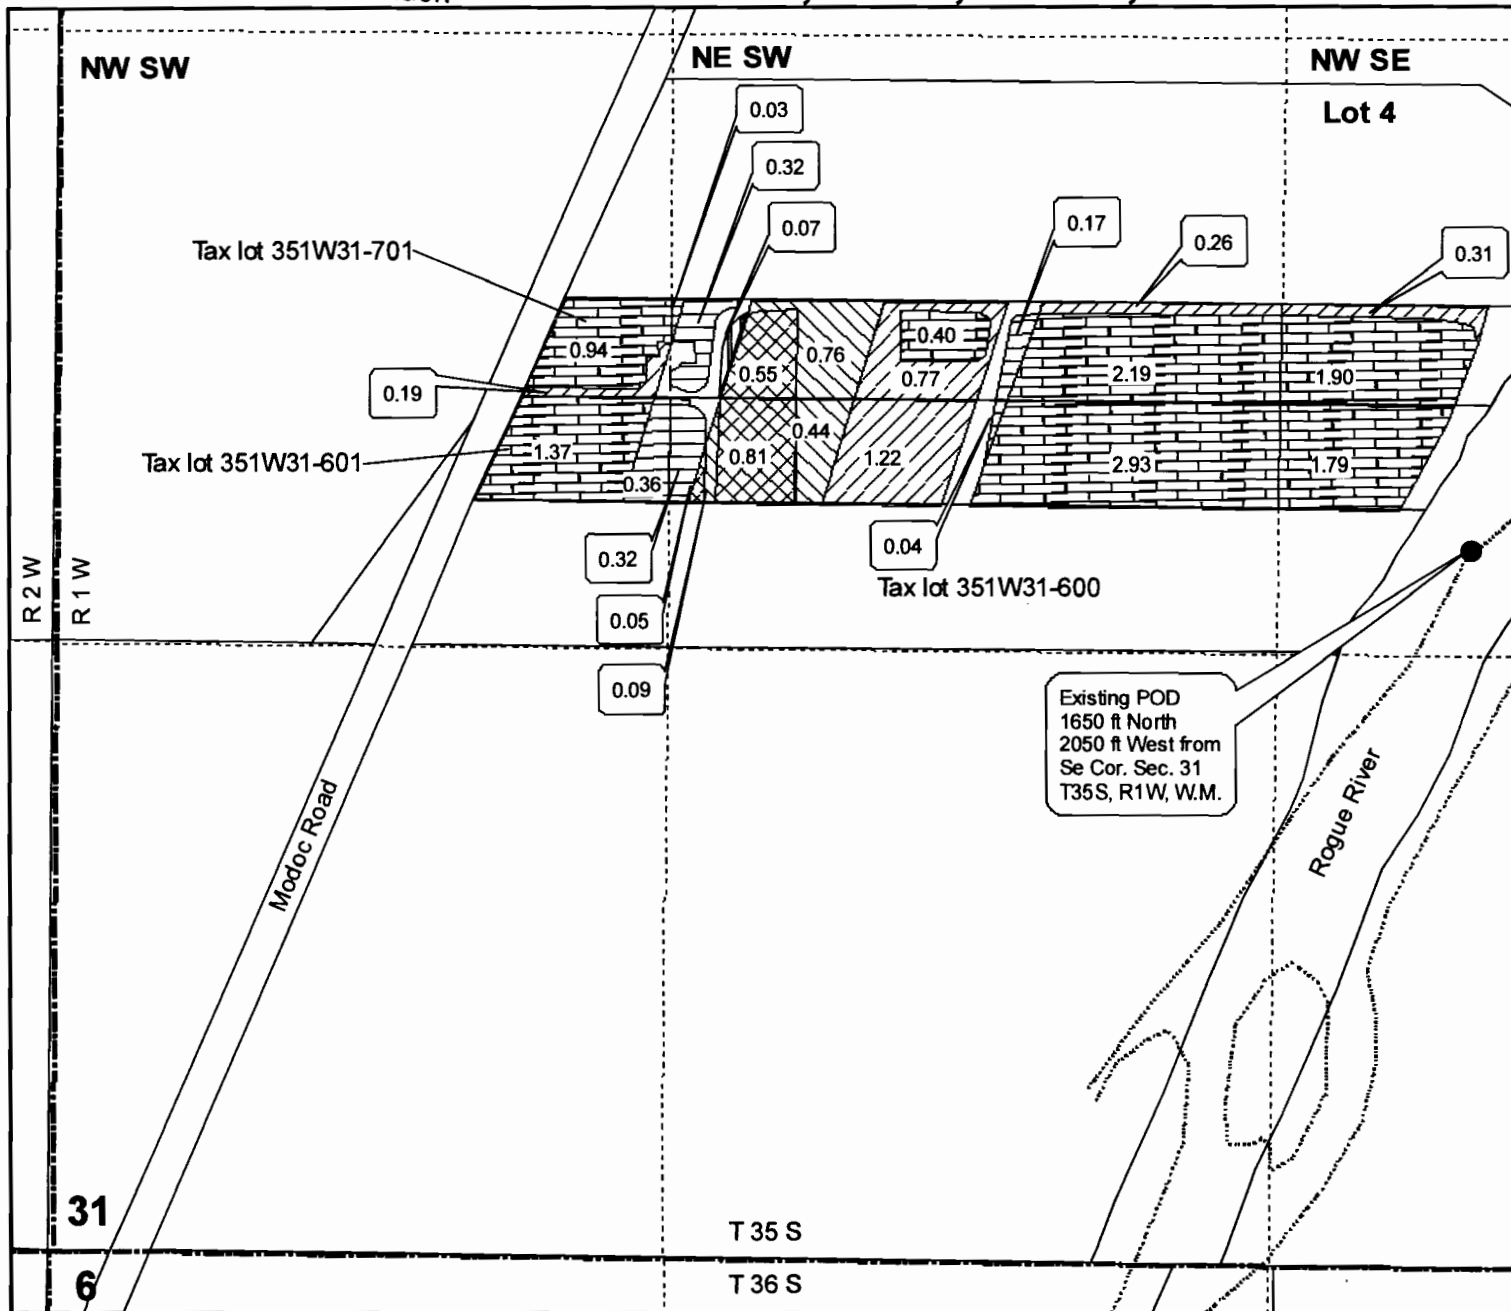 NW SW
NE SW
NW SE
Lot 4
0.03
0.32
0.07
0.17
0.26
0.31
Tax lot 351W31-701
0.94
0.40
0.76
0.55
0.77
2.19
1.90
0.19
0.44
Tax lot 351W31-601
1.37
0.81
1.22
2.93
1.79
0.36
0.32
0.04
Tax lot 351W31-600
R 2 W
R 1 W
0.05
0.09
Existing POD
1650 ft North
2050 ft West from
Se Cor. Sec. 31
T35S, R1W, W.M.
Modoc Road
Rogue River
31
T 35 S
6
T 36 S